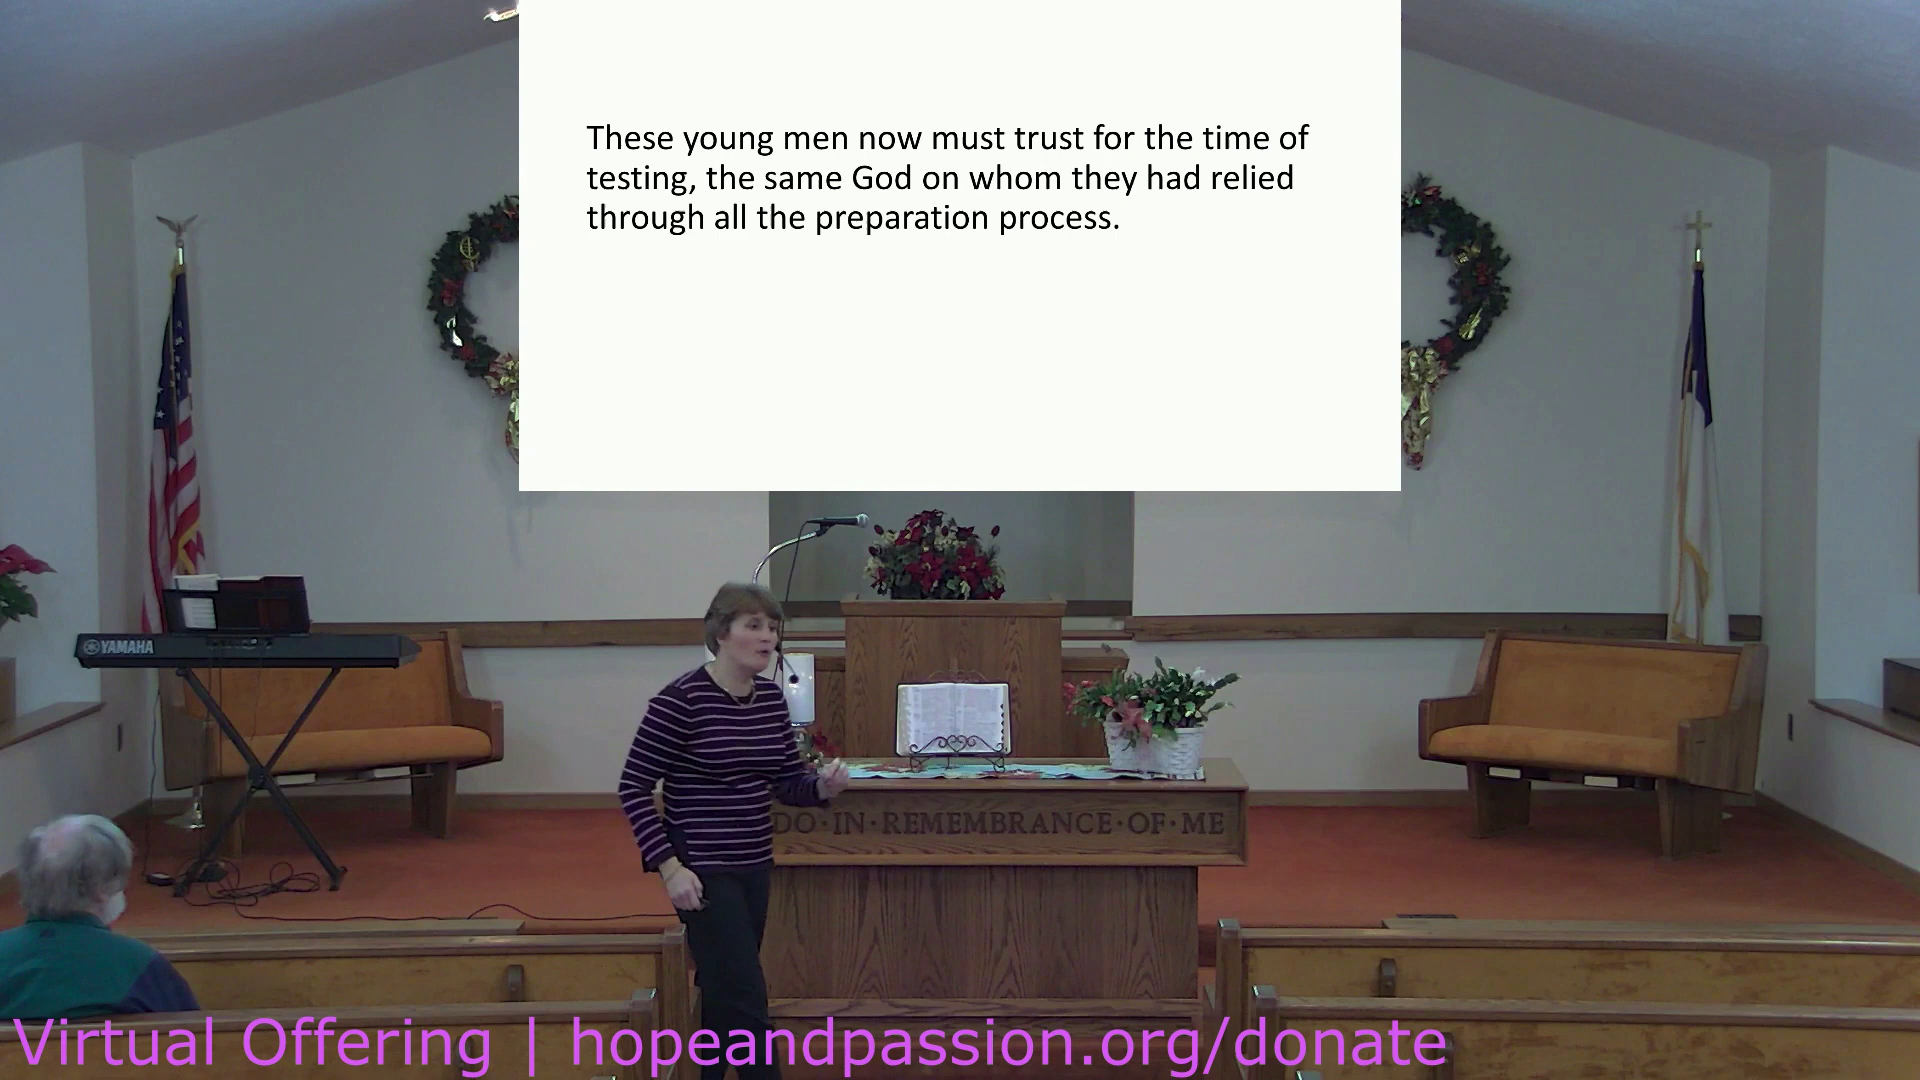 These young men now must trust for the time of
testing, the same God on whom they had relied
through all the preparation process.
YAMAHA
DO·IN·REMEMBRANCE·OF·ME
Virtual Offering | hopeandpassion.org/donate